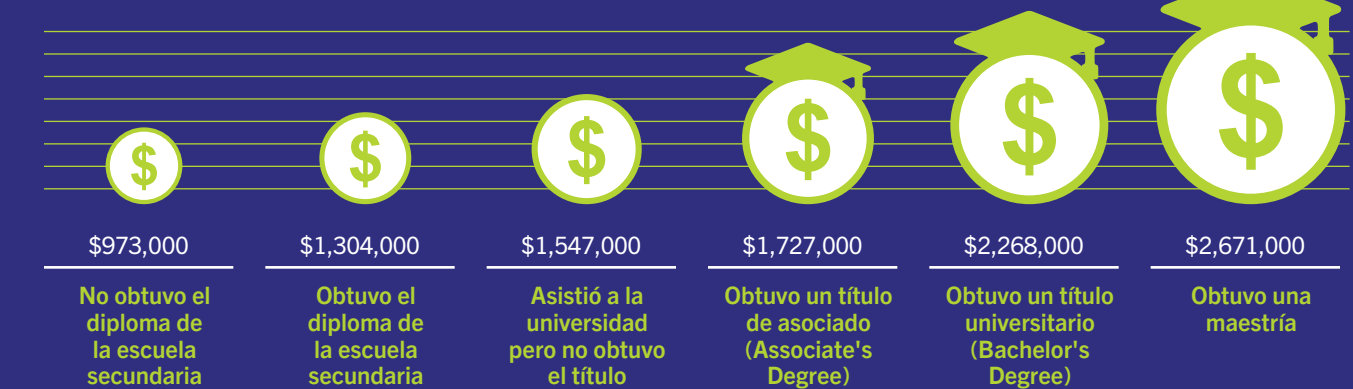 $
$
$
$
$
$
$973,000
No obtuvo el
diploma de
la escuela
secundaria
$1,304,000
Obtuvo el
diploma de
la escuela
secundaria
$1,547,000
Asistió a la
universidad
pero no obtuvo
el título
$1,727,000
Obtuvo un título
de asociado
(Associate's
Degree)
$2,268,000
Obtuvo un título
universitario
(Bachelor's
Degree)
$2,671,000
Obtuvo una
maestría